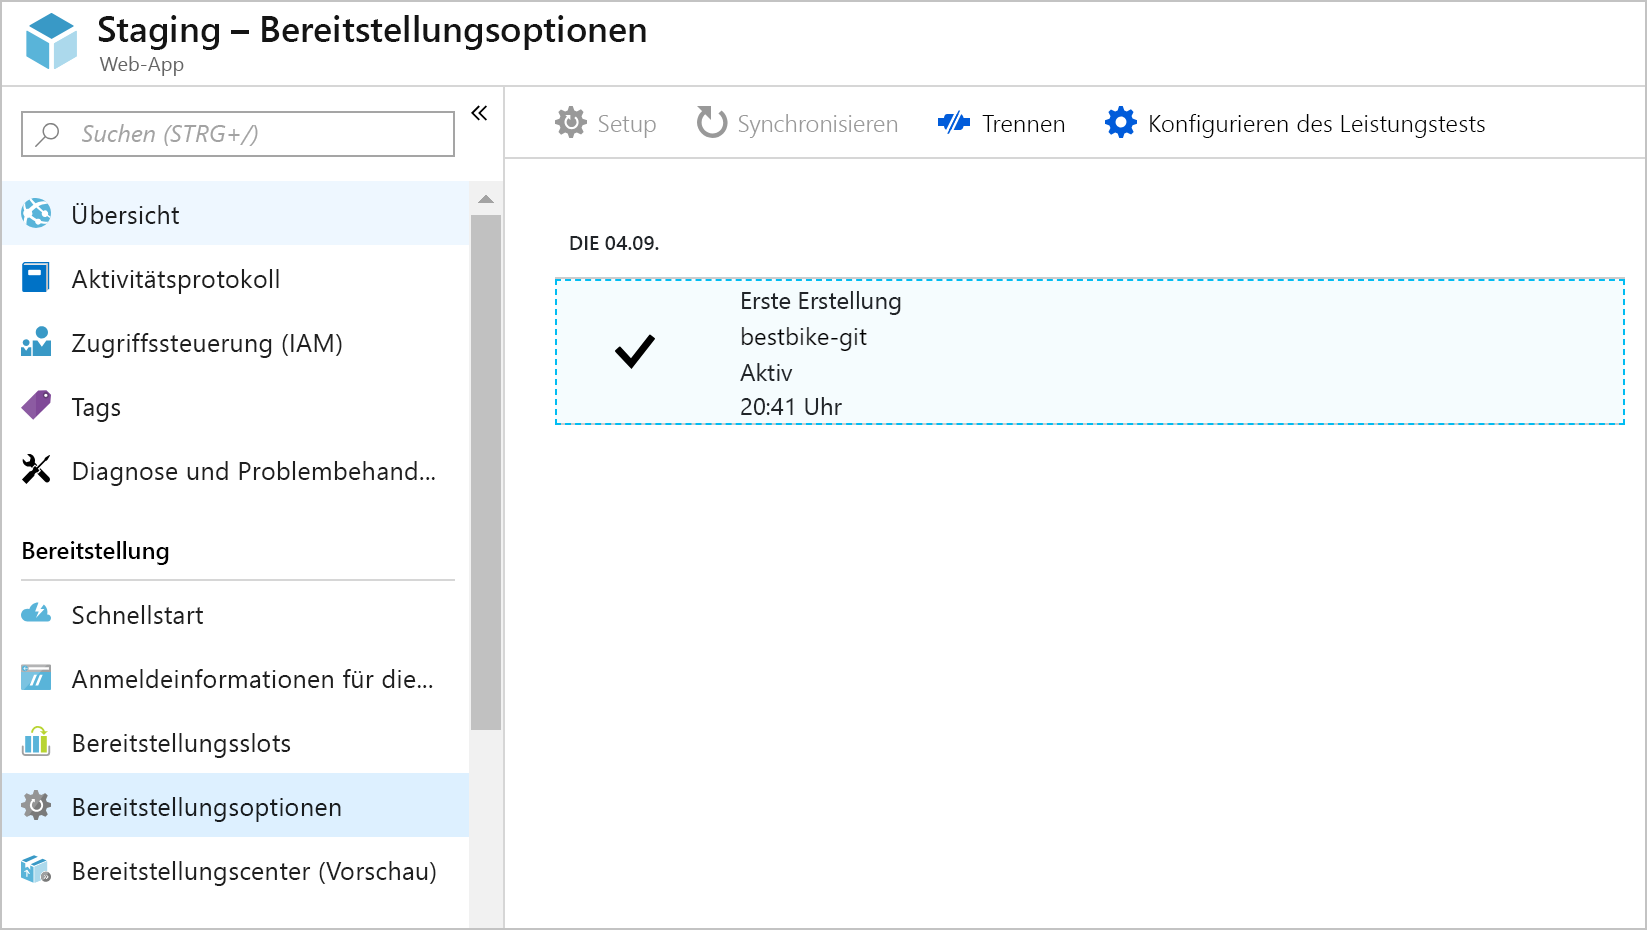 Staging – Bereitstellungsoptionen
Web-App
Suchen (STRG+/)
Übersicht
Aktivitätsprotokoll
Zugriffssteuerung (IAM)
Tags
Diagnose und Problembehand...
Bereitstellung
Schnellstart
Anmeldeinformationen für die...
Bereitstellungsslots
Bereitstellungsoptionen
Bereitstellungscenter (Vorschau)
Setup Synchronisieren Trennen Konfigurieren des Leistungstests
DIE 04.09.
Erste Erstellung
bestbike-git
Aktiv
20:41 Uhr